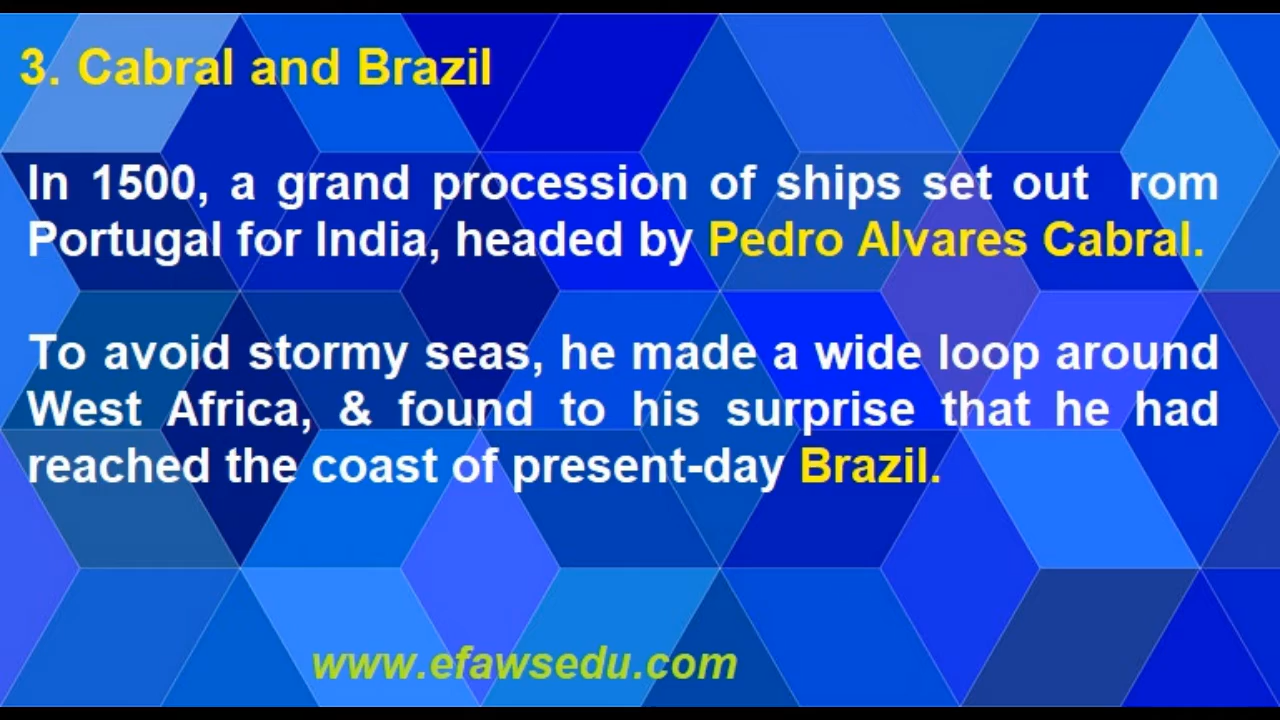 3. Cabral and Brazil
In 1500, a grand procession of ships set out rom
Portugal for India, headed by Pedro Alvares Cabral.
To avoid stormy seas, he made a wide loop around
West Africa, & found to his surprise that he had
reached the coast of present-day Brazil.
www.efawsedu.com